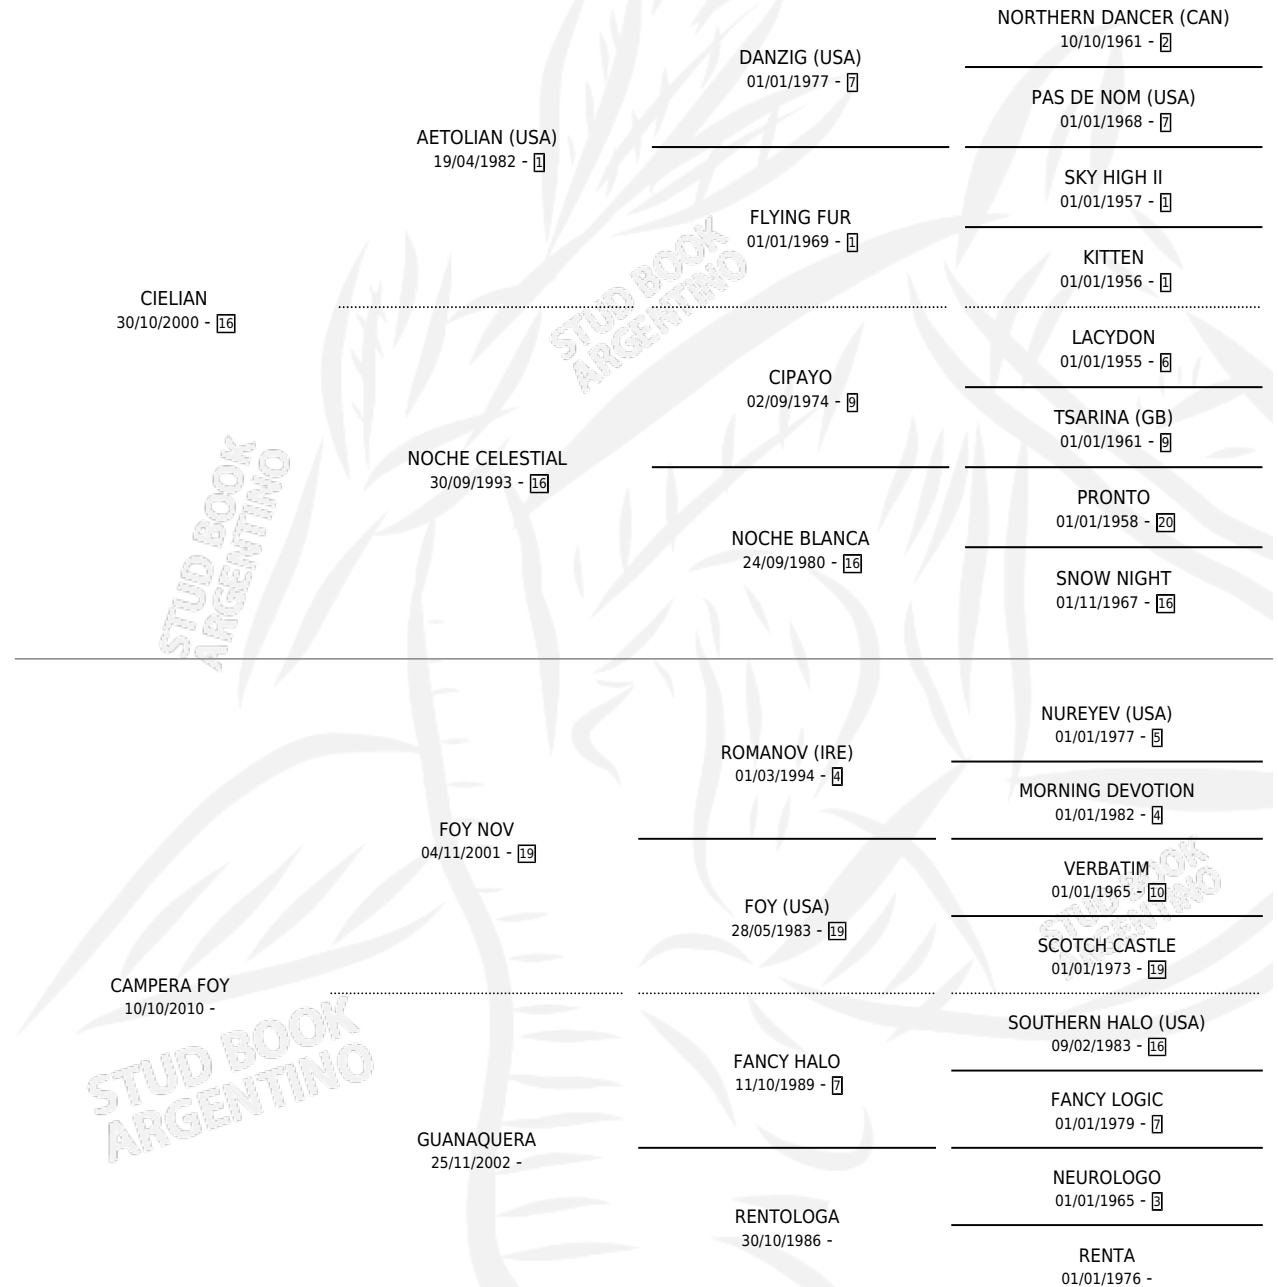 NORTHERN DANCER (CAN)
10/10/1961 - 2
DANZIG (USA)
01/01/1977 - 7
PAS DE NOM (USA)
01/01/1968 - 7
AETOLIAN (USA)
19/04/1982 - 1
SKY HIGH II
01/01/1957 - 1
FLYING FUR
01/01/1969 - 1
KITTEN
01/01/1956 - 1
CIELIAN
30/10/2000 - 16
STUD BOOK
ARGENTINO
LACYDON
01/01/1955 - 6
CIPAYO
02/09/1974 - 9
TSARINA (GB)
01/01/1961 - 9
NOCHE CELESTIAL
30/09/1993 - 16
PRONTO
01/01/1958 - 20
NOCHE BLANCA
24/09/1980 - 16
SNOW NIGHT
01/11/1967 - 16
STUD BOOK
ARGENTINO
NUREYEV (USA)
01/01/1977 - 5
ROMANOV (IRE)
01/03/1994 - 4
MORNING DEVOTION
01/01/1982 - 4
FOY NOV
04/11/2001 - 19
VERBATIM
01/01/1965 - 10
FOY (USA)
28/05/1983 - 19
SCOTCH CASTLE
01/01/1973 - 19
STUD BOOK
ARGENTINO
CAMPERA FOY
10/10/2010 -
SOUTHERN HALO (USA)
09/02/1983 - 16
FANCY HALO
11/10/1989 - 7
FANCY LOGIC
01/01/1979 - 7
STUD BOOK
ARGENTINO
GUANAQUERA
25/11/2002 -
NEUROLOGO
01/01/1965 - 3
RENTOLOGA
30/10/1986 -
RENTA
01/01/1976 -